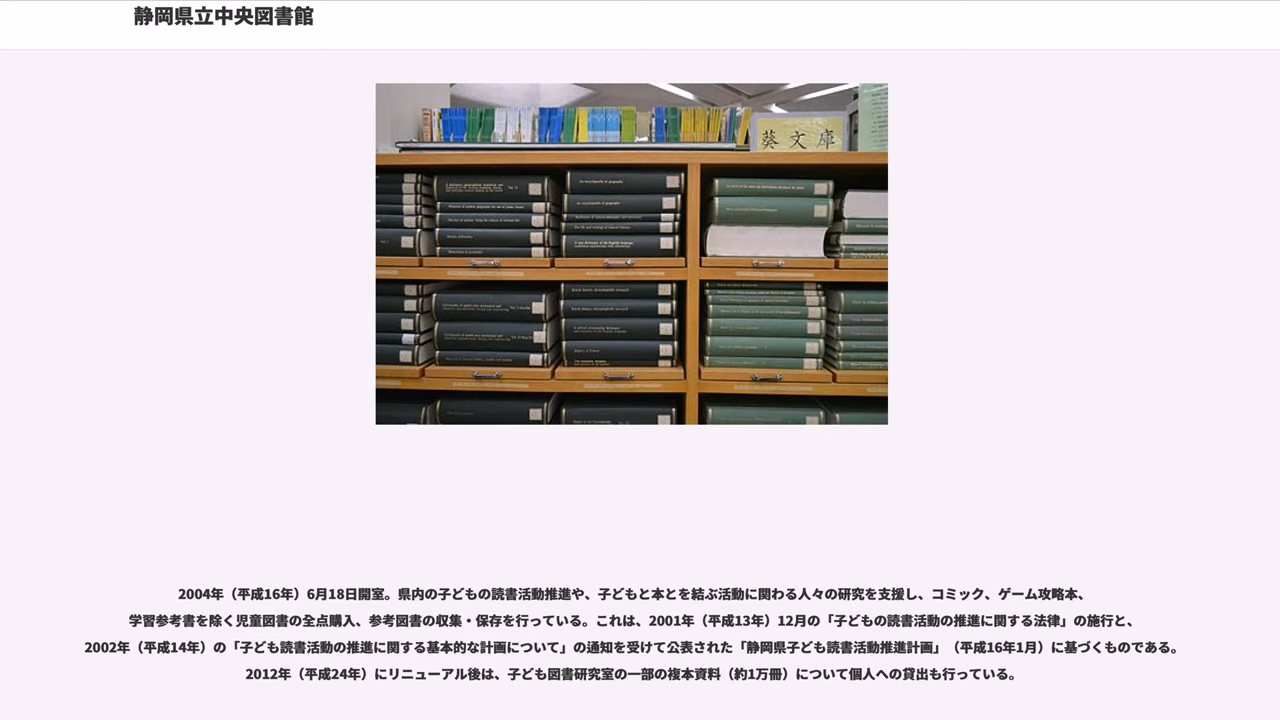 静岡県立中央図書館
葵文庫
2004年（平成16年）6月18日開室。県内の子どもの読書活動推進や、子どもと本とを結ぶ活動に関わる人々の研究を支援し、コミック、ゲーム攻略本、
学習参考書を除く児童図書の全点購入、参考図書の収集・保存を行っている。これは、2001年（平成13年）12月の「子どもの読書活動の推進に関する法律」の施行と、
2002年（平成14年）の「子ども読書活動の推進に関する基本的な計画について」の通知を受けて公表された「静岡県子ども読書活動推進計画」（平成16年1月）に基づくものである。
2012年（平成24年）にリニューアル後は、子ども図書研究室の一部の複本資料（約1万冊）について個人への貸出も行っている。